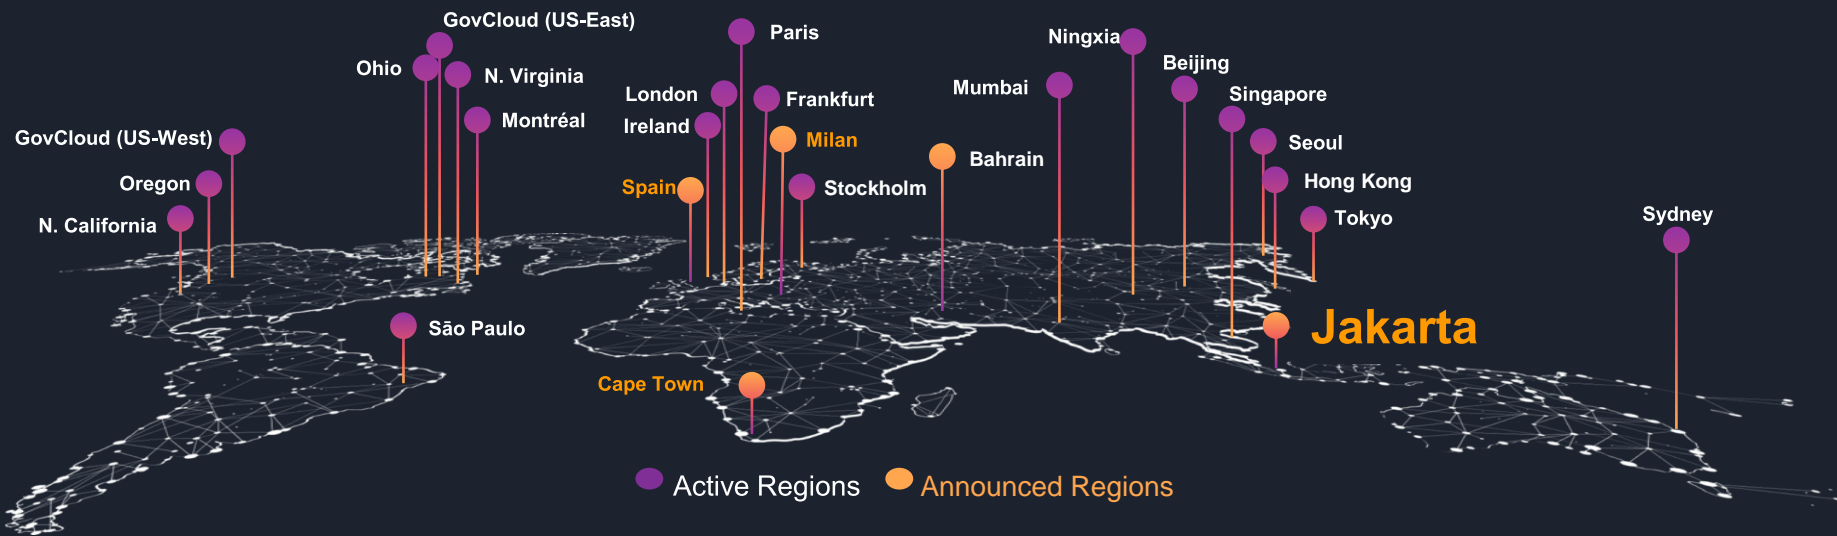 GovCloud (US-East)
Paris
Ningxia
Ohio
N. Virginia
Beijing
London
Frankfurt
Mumbai
Singapore
Montréal
Ireland
GovCloud (US-West)
Milan
Seoul
Bahrain
Oregon
Spain
Stockholm
Hong Kong
N. California
Tokyo
Sydney
São Paulo
Jakarta
Cape Town
Active Regions
Announced Regions